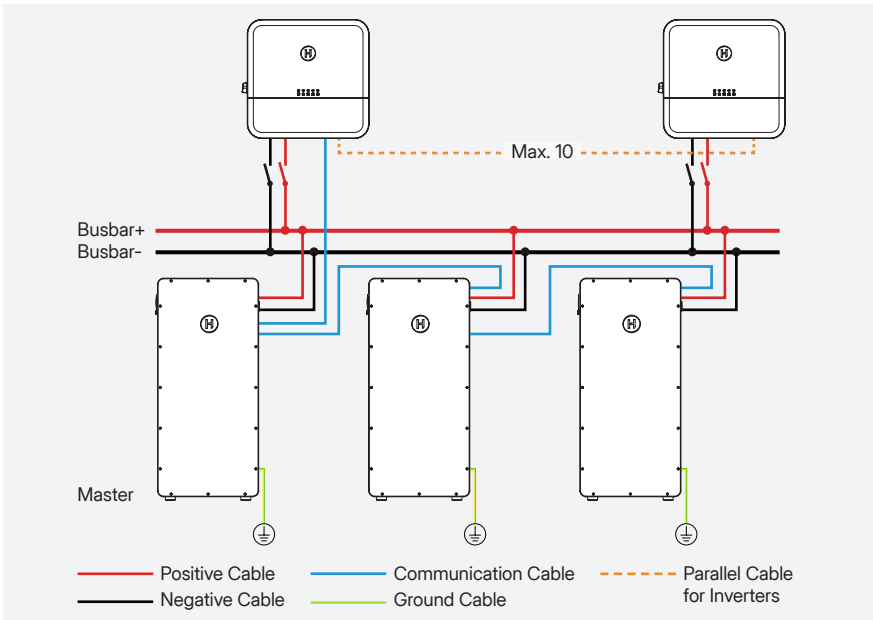 Max. 10
Busbar+
Busbar-
Master
Positive Cable
Communication Cable
Parallel Cable
for Inverters
Negative Cable
Ground Cable